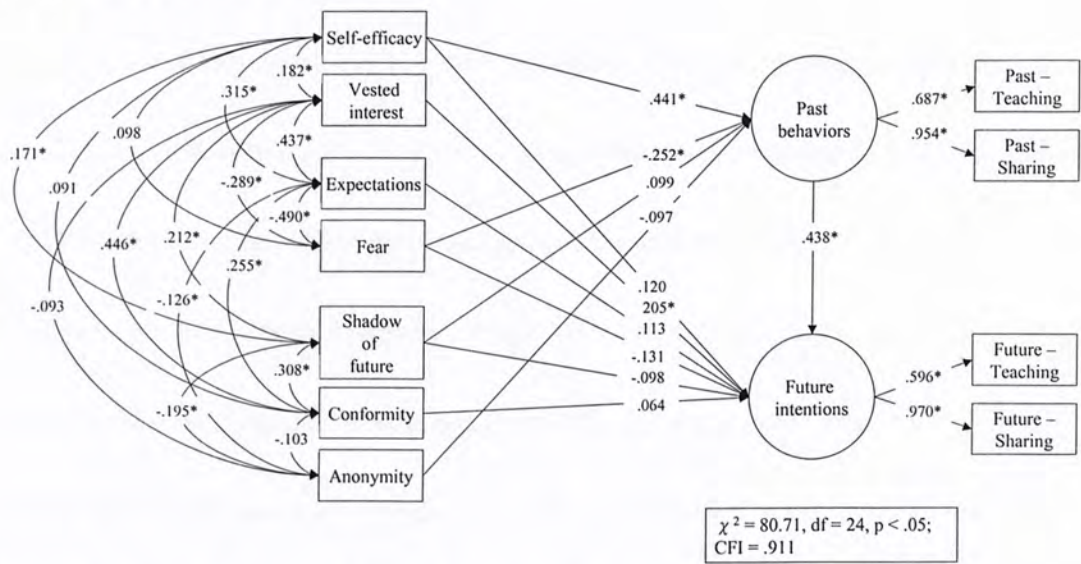 Self-efficacy
Vested
interest
Expectations
Fear
Shadow
of
future
Conformity
Anonymity
.182*
.315*
.098
.437*
.171*
.091
-.289*
-.490*
.446*
.212*
.255*
-.093
-.126*
.308*
-.195*
-.103
.441*
-.252*
.099
-.097
.120
.205*
.113
-.131
-.098
.064
Past
behaviors
.438*
Future
intentions
.687*
.954*
Past –
Teaching
Past –
Sharing
.596*
.970*
Future –
Teaching
Future –
Sharing
χ² = 80.71, df = 24, p < .05;
CFI = .911